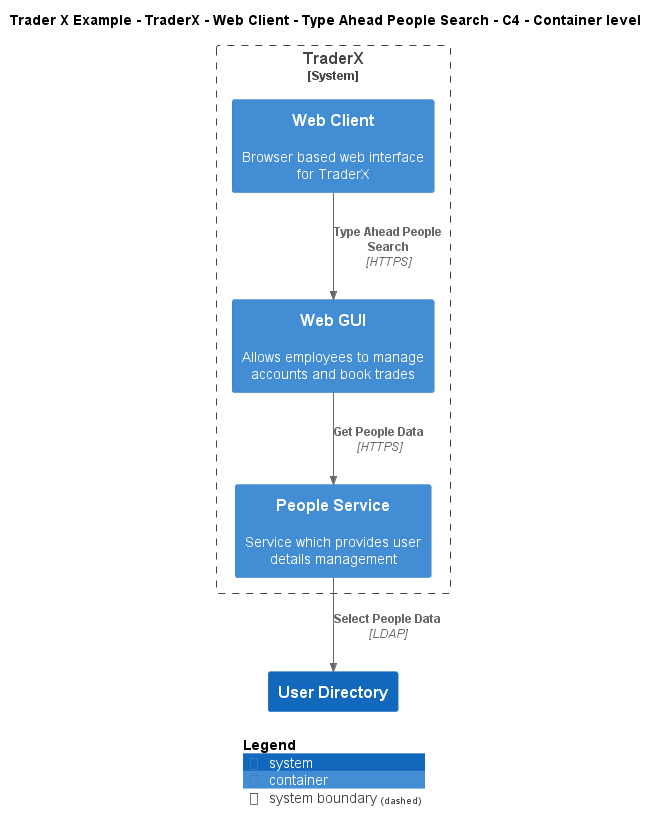 Trader X Example - TraderX - Web Client - Type Ahead People Search - C4 - Container level
TraderX
[System]
Web Client
Browser based web interface
for TraderX
Type Ahead People
Search
[HTTPS]
Web GUI
Allows employees to manage
accounts and book trades
Get People Data
[HTTPS]
People Service
Service which provides user
details management
Select People Data
[LDAP]
User Directory
Legend
system
container
system boundary (dashed)